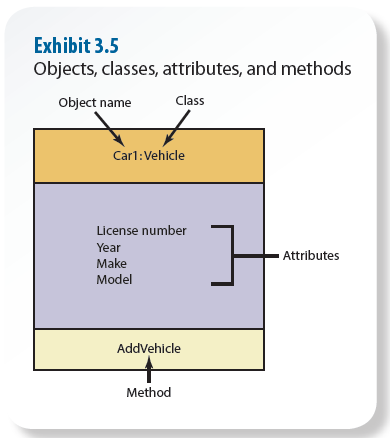 Exhibit 3.5
Objects, classes, attributes, and methods
Object name
Class
Car1: Vehicle
License number
Year
Make
Model
Attributes
AddVehicle
Method